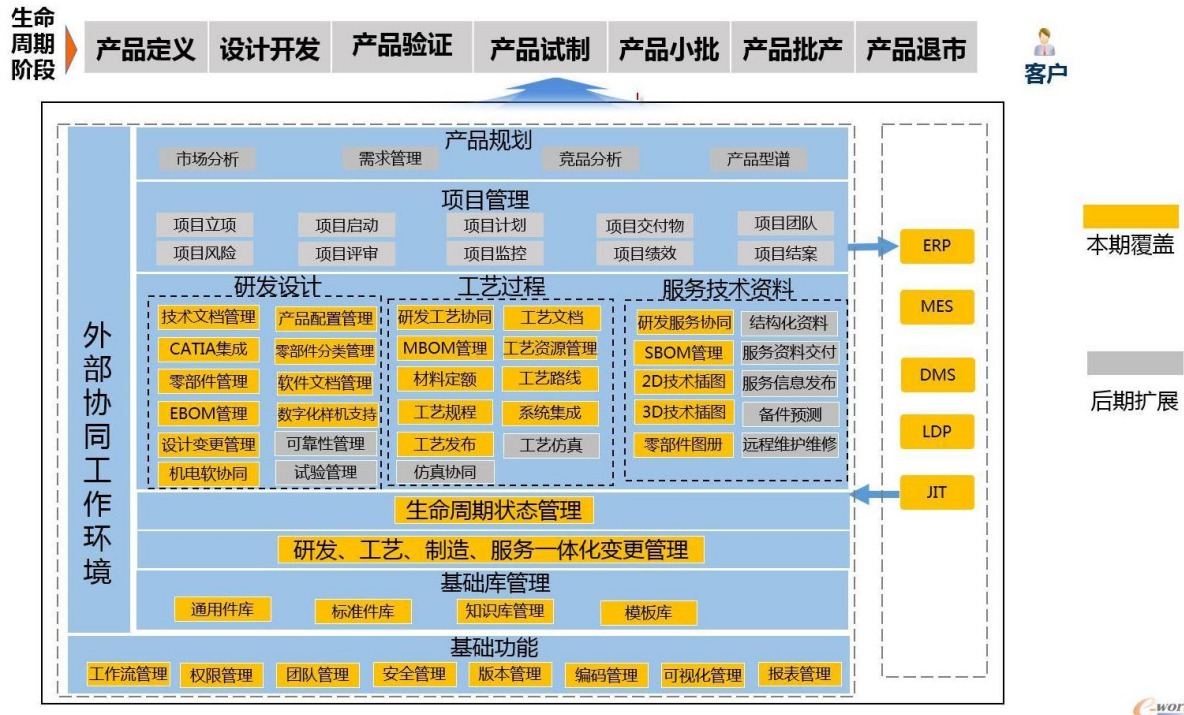 生命
周期
阶段
产品定义
设计开发
产品验证
产品试制
产品小批
产品批产
产品退市
客户
外部协同工作环境
产品规划
市场分析
需求管理
竞品分析
产品型谱
项目管理
项目立项
项目启动
项目计划
项目交付物
项目团队
项目风险
项目评审
项目监控
项目绩效
项目结案
研发设计
技术文档管理
产品配置管理
CATIA集成
零部件分类管理
零部件管理
软件文档管理
EBOM管理
数字化样机支持
设计变更管理
可靠性管理
机电软协同
试验管理
工艺过程
研发工艺协同
工艺文档
MBOM管理
工艺资源管理
材料定额
工艺路线
工艺规程
系统集成
工艺发布
工艺仿真
仿真协同
服务技术资料
研发服务协同
结构化资料
SBOM管理
服务资料交付
2D技术插图
服务信息发布
3D技术插图
备件预测
零部件图册
远程维护维修
生命周期状态管理
研发、工艺、制造、服务一体化变更管理
基础库管理
通用件库
标准件库
知识库管理
模板库
基础功能
工作流管理
权限管理
团队管理
安全管理
版本管理
编码管理
可视化管理
报表管理
ERP
MES
DMS
LDP
JIT
本期覆盖
后期扩展
e-wor